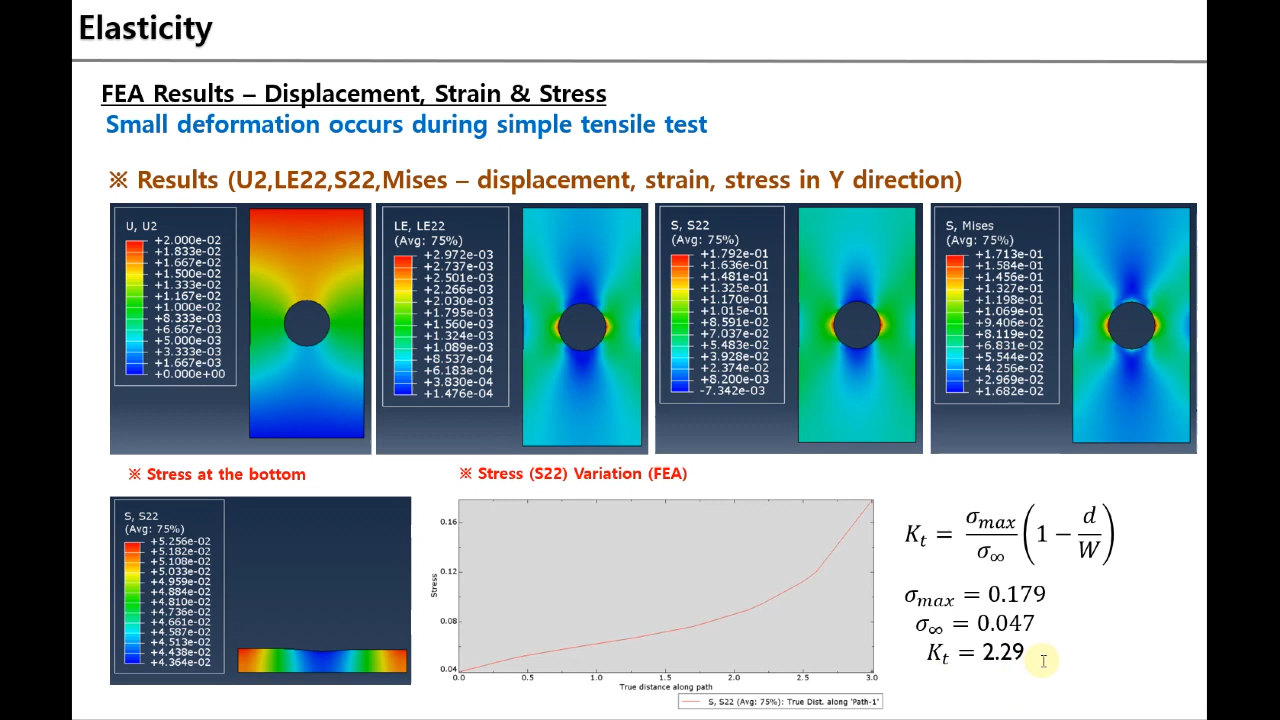 Elasticity
FEA Results – Displacement, Strain & Stress
Small deformation occurs during simple tensile test
※ Results (U2,LE22,S22,Mises – displacement, strain, stress in Y direction)
U, U2
+2.000e-02
+1.833e-02
+1.667e-02
+1.500e-02
+1.333e-02
+1.167e-02
+1.000e-02
+8.333e-03
+6.667e-03
+5.000e-03
+3.333e-03
+1.667e-03
+0.000e+00
LE, LE22
(Avg: 75%)
+2.972e-03
+2.737e-03
+2.501e-03
+2.266e-03
+2.030e-03
+1.795e-03
+1.560e-03
+1.324e-03
+1.089e-03
+8.537e-04
+6.183e-04
+3.830e-04
+1.476e-04
S, S22
(Avg: 75%)
+1.792e-01
+1.636e-01
+1.481e-01
+1.325e-01
+1.170e-01
+1.015e-01
+8.591e-02
+7.037e-02
+5.483e-02
+3.928e-02
+2.374e-02
+8.200e-03
-7.342e-03
S, Mises
(Avg: 75%)
+1.713e-01
+1.584e-01
+1.456e-01
+1.327e-01
+1.198e-01
+1.069e-01
+9.406e-02
+8.119e-02
+6.831e-02
+5.544e-02
+4.256e-02
+2.969e-02
+1.682e-02
※ Stress at the bottom
S, S22
(Avg: 75%)
+5.256e-02
+5.182e-02
+5.108e-02
+5.033e-02
+4.959e-02
+4.884e-02
+4.810e-02
+4.736e-02
+4.661e-02
+4.587e-02
+4.513e-02
+4.438e-02
+4.364e-02
※ Stress (S22) Variation (FEA)
Stress
0.16
0.12
0.08
0.04
0.0 0.5 1.0 1.5 2.0 2.5 3.0
True distance along path
S, S22 (Avg: 75%): True Dist. along 'Path-1'
K_t = σ_max/σ_∞ (1 − d/W)
σ_max = 0.179
σ_∞ = 0.047
K_t = 2.29